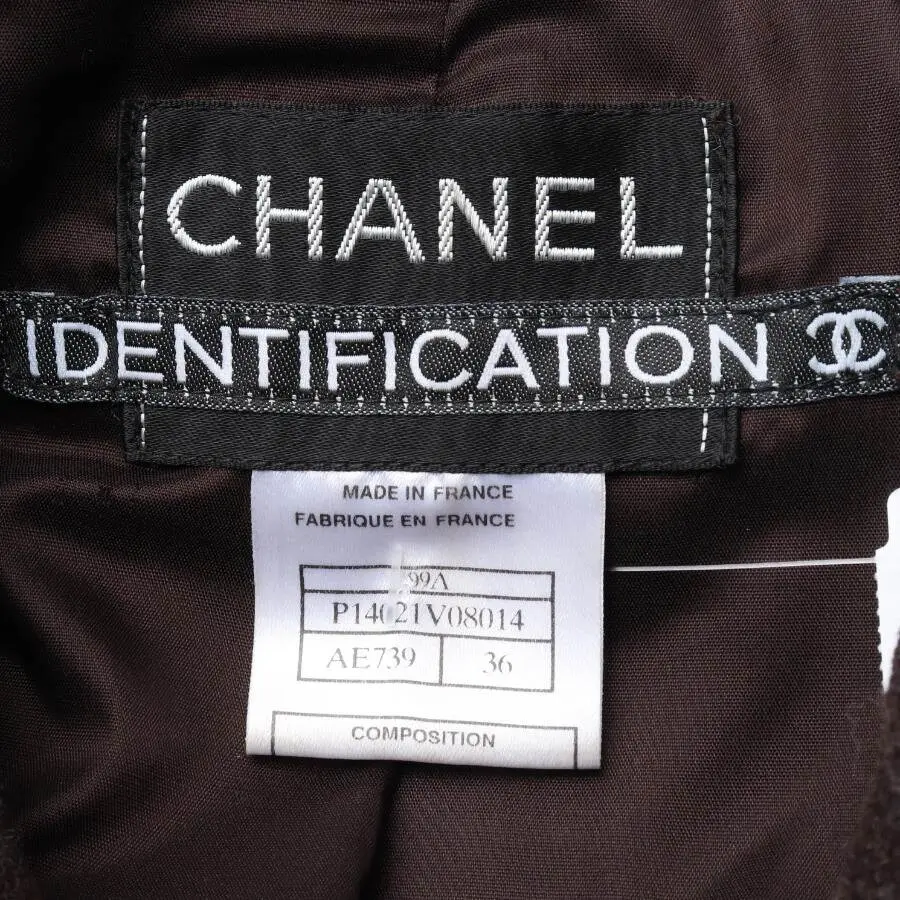 CHANEL
IDENTIFICATION
MADE IN FRANCE
FABRIQUE EN FRANCE
99A
P14021V08014
AE739 36
COMPOSITION